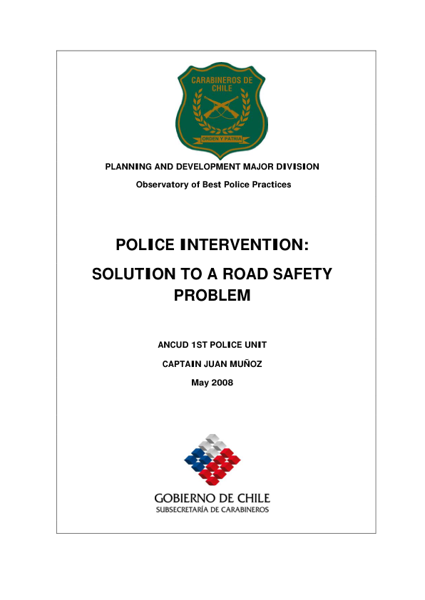 CARABINEROS DE
CHILE
ORDEN Y PATRIA
PLANNING AND DEVELOPMENT MAJOR DIVISION
Observatory of Best Police Practices
POLICE INTERVENTION:
SOLUTION TO A ROAD SAFETY
PROBLEM
ANCUD 1ST POLICE UNIT
CAPTAIN JUAN MUÑOZ
May 2008
GOBIERNO DE CHILE
SUBSECRETARÍA DE CARABINEROS